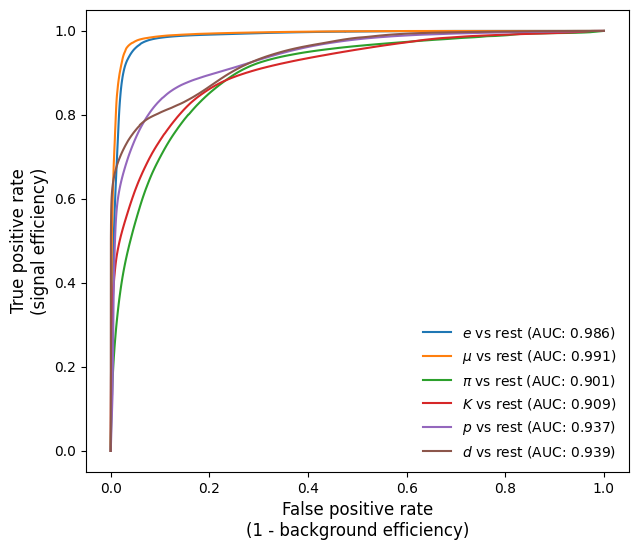 True positive rate
(signal efficiency)
1.0
0.8
0.6
0.4
0.2
0.0
e vs rest (AUC: 0.986)
μ vs rest (AUC: 0.991)
π vs rest (AUC: 0.901)
K vs rest (AUC: 0.909)
p vs rest (AUC: 0.937)
d vs rest (AUC: 0.939)
0.0 0.2 0.4 0.6 0.8 1.0
False positive rate
(1 - background efficiency)